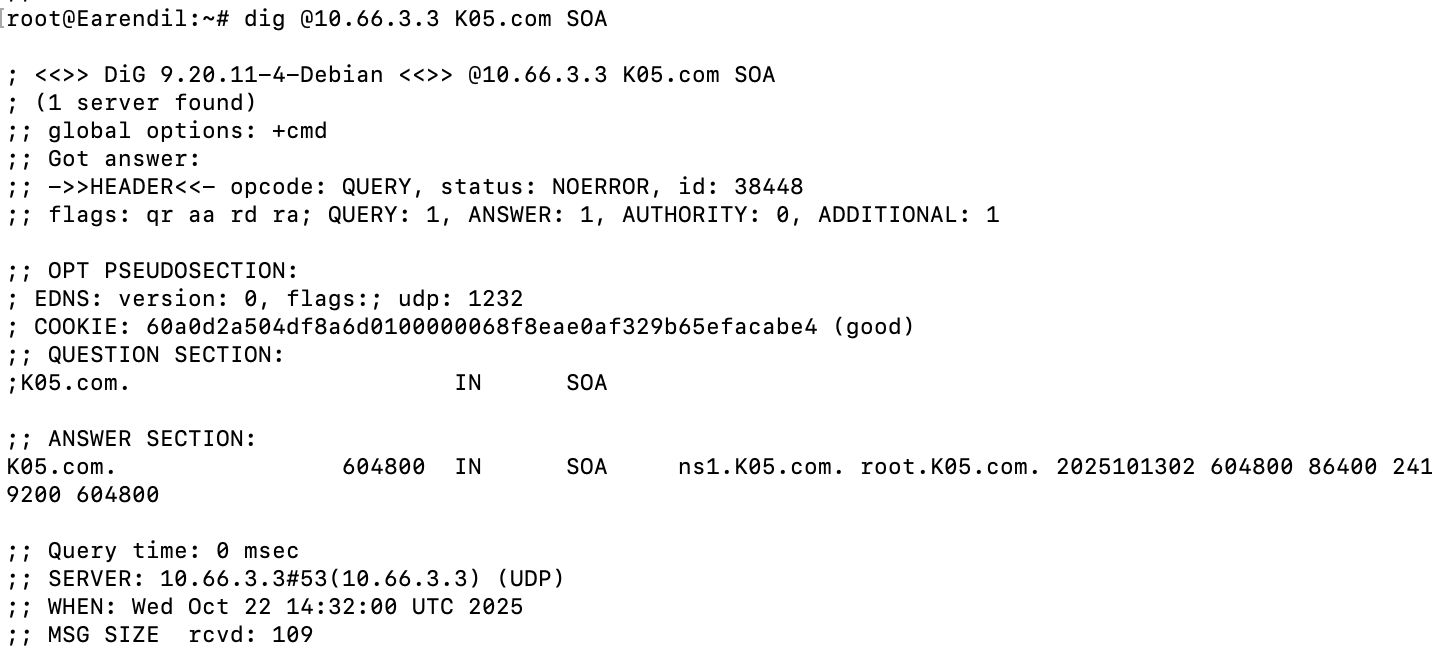 root@Earendil:~# dig @10.66.3.3 K05.com SOA
; <<>> DiG 9.20.11-4-Debian <<>> @10.66.3.3 K05.com SOA
; (1 server found)
;; global options: +cmd
;; Got answer:
;; ->>HEADER<<- opcode: QUERY, status: NOERROR, id: 38448
;; flags: qr aa rd ra; QUERY: 1, ANSWER: 1, AUTHORITY: 0, ADDITIONAL: 1
;; OPT PSEUDOSECTION:
; EDNS: version: 0, flags:; udp: 1232
; COOKIE: 60a0d2a504df8a6d0100000068f8eae0af329b65efacabe4 (good)
;; QUESTION SECTION:
;K05.com. IN SOA
;; ANSWER SECTION:
K05.com. 604800 IN SOA ns1.K05.com. root.K05.com. 2025101302 604800 86400 241
9200 604800
;; Query time: 0 msec
;; SERVER: 10.66.3.3#53(10.66.3.3) (UDP)
;; WHEN: Wed Oct 22 14:32:00 UTC 2025
;; MSG SIZE rcvd: 109